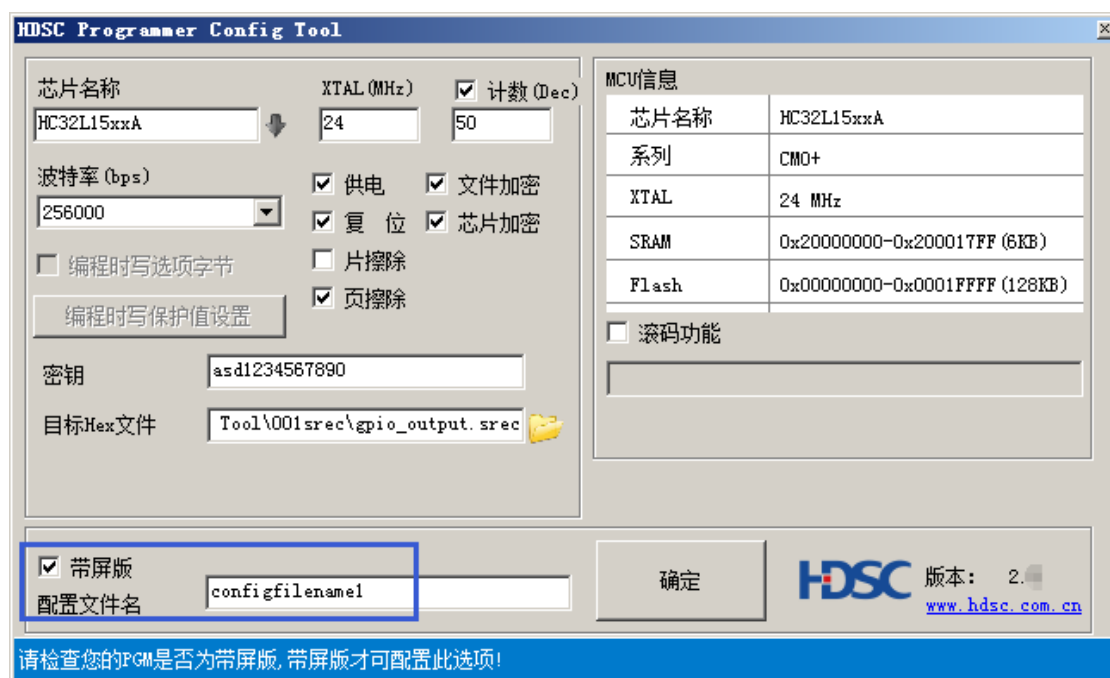 HDSC Programmer Config Tool
芯片名称
XTAL(MHz)
计数(Dec)
HC32L15xxA
24
50
波特率(bps)
256000
供电
文件加密
复 位
芯片加密
编程时写选项字节
片擦除
编程时写保护值设置
页擦除
密钥
asd1234567890
目标Hex文件
Tool\001srec\gpio_output.srec
MCU信息
芯片名称 HC32L15xxA
系列 CM0+
XTAL 24 MHz
SRAM 0x20000000-0x200017FF(6KB)
Flash 0x00000000-0x0001FFFF(128KB)
滚码功能
带屏版
配置文件名
configfilename1
确定
HDSC
版本: 2.
www.hdsc.com.cn
请检查您的PGM是否为带屏版,带屏版才可配置此选项!